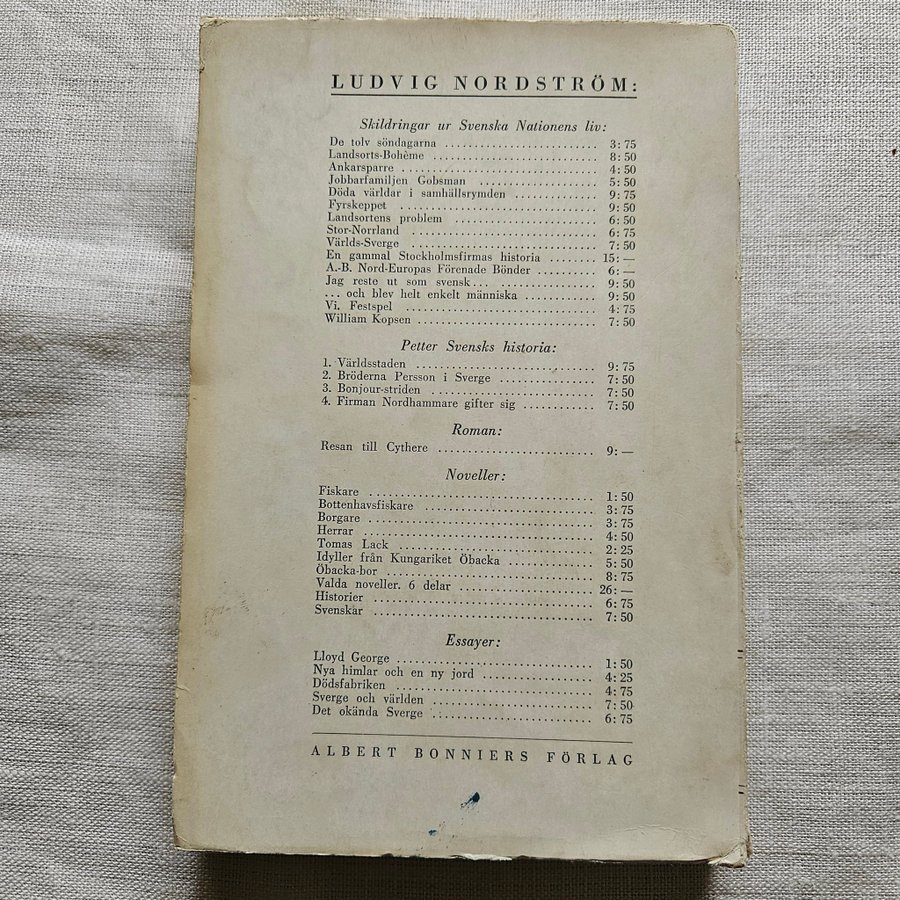 LUDVIG NORDSTRÖM:
Skildringar ur Svenska Nationens liv:
De tolv söndagarna ........................ 3: 75
Landsorts-Bohème ........................ 8: 50
Ankarsparre ........................ 4: 50
Jobbarfamiljen Gobsman ........................ 5: 50
Döda världar i samhällsrymden ........................ 9: 75
Fyrskeppet ........................ 9: 50
Landsortens problem ........................ 6: 50
Stor-Norrland ........................ 6: 75
Världs-Sverge ........................ 7: 50
En gammal Stockholmsfirmas historia ........ 15: —
A.-B. Nord-Europas Förenade Bönder ......... 6: —
Jag reste ut som svensk... ............... 9: 50
... och blev helt enkelt människa ............ 9: 50
Vi. Festspel ........................ 4: 75
William Kopsen ........................ 7: 50
Petter Svensks historia:
1. Världsstaden ........................ 9: 75
2. Bröderna Persson i Sverge ............... 7: 50
3. Bonjour-striden ........................ 7: 50
4. Firman Nordhammare gifter sig ............ 7: 50
Roman:
Resan till Cythere ........................ 9: —
Noveller:
Fiskare ........................ 1: 50
Bottenhavsfiskare ........................ 3: 75
Borgare ........................ 3: 75
Herrar ........................ 4: 50
Tomas Lack ........................ 2: 25
Idyller från Kungariket Öbacka ............... 5: 50
Öbacka-bor ........................ 8: 75
Valda noveller. 6 delar ..................... 26: —
Historier ........................ 6: 75
Svenskar ........................ 7: 50
Essayer:
Lloyd George ........................ 1: 50
Nya himlar och en ny jord .................. 4: 25
Dödsfabriken ........................ 4: 75
Sverge och världen ........................ 7: 50
Det okända Sverge ........................ 6: 75
ALBERT BONNIERS FÖRLAG